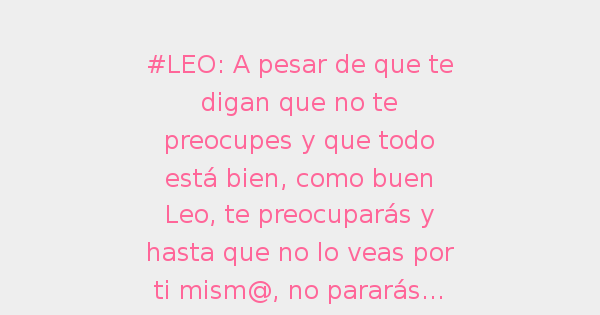 #LEO: A pesar de que te
digan que no te
preocupes y que todo
está bien, como buen
Leo, te preocuparás y
hasta que no lo veas por
ti mism@, no pararás...